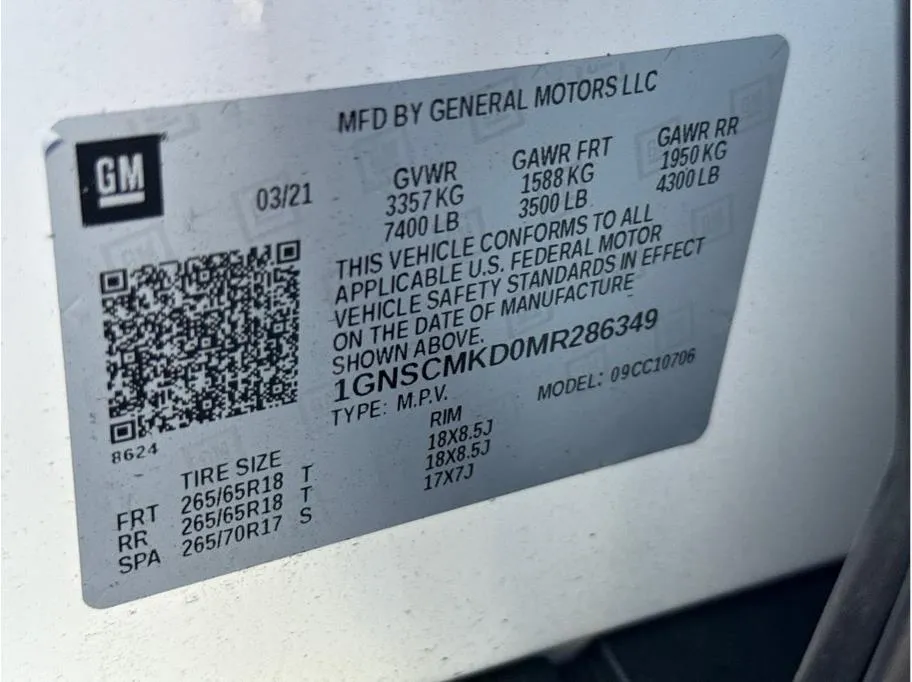 MFD BY GENERAL MOTORS LLC
GM
03/21
GVWR
3357 KG
7400 LB
GAWR FRT
1588 KG
3500 LB
GAWR RR
1950 KG
4300 LB
THIS VEHICLE CONFORMS TO ALL
APPLICABLE U.S. FEDERAL MOTOR
VEHICLE SAFETY STANDARDS IN EFFECT
ON THE DATE OF MANUFACTURE
SHOWN ABOVE.
1GNSCMKD0MR286349
TYPE: M.P.V.
MODEL: 09CC10706
8624
TIRE SIZE
RIM
FRT 265/65R18 T 18X8.5J
RR 265/65R18 T 18X8.5J
SPA 265/70R17 S 17X7J